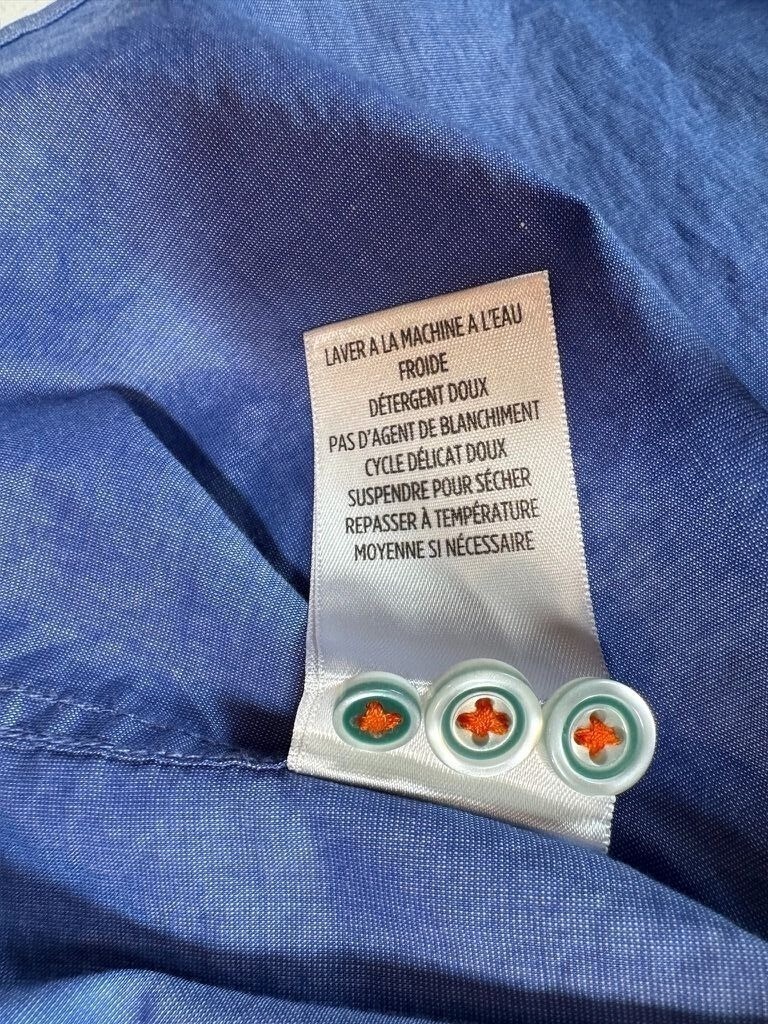 LAVER A LA MACHINE A L'EAU
FROIDE
DÉTERGENT DOUX
PAS D'AGENT DE BLANCHIMENT
CYCLE DÉLICAT DOUX
SUSPENDRE POUR SÉCHER
REPASSER À TEMPÉRATURE
MOYENNE SI NÉCESSAIRE